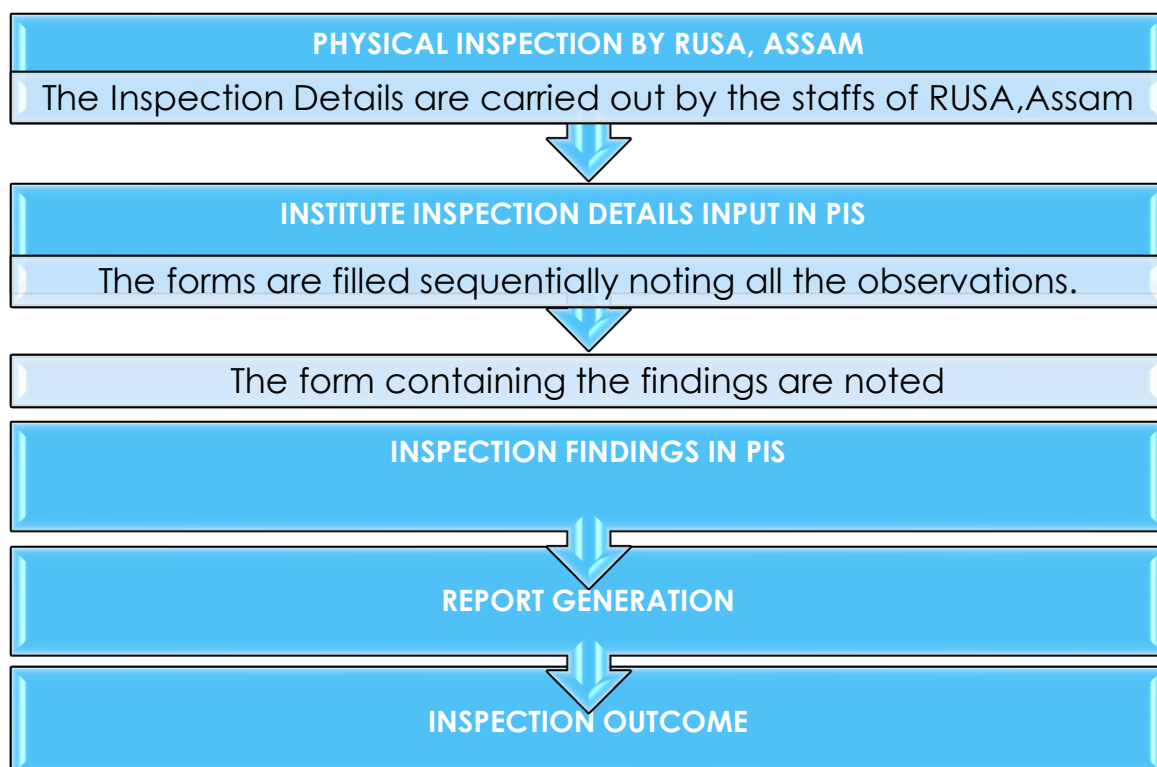 PHYSICAL INSPECTION BY RUSA, ASSAM
The Inspection Details are carried out by the staffs of RUSA,Assam
INSTITUTE INSPECTION DETAILS INPUT IN PIS
The forms are filled sequentially noting all the observations.
The form containing the findings are noted
INSPECTION FINDINGS IN PIS
REPORT GENERATION
INSPECTION OUTCOME